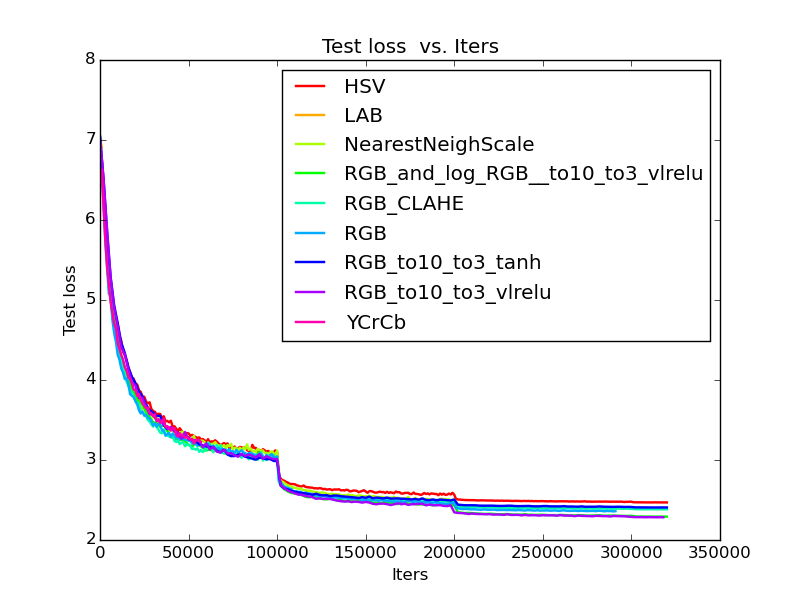 Test loss  vs. Iters
8
7
6
5
4
3
2
Test loss
HSV
LAB
NearestNeighScale
RGB_and_log_RGB__to10_to3_vlrelu
RGB_CLAHE
RGB
RGB_to10_to3_tanh
RGB_to10_to3_vlrelu
YCrCb
0 50000 100000 150000 200000 250000 300000 350000
Iters